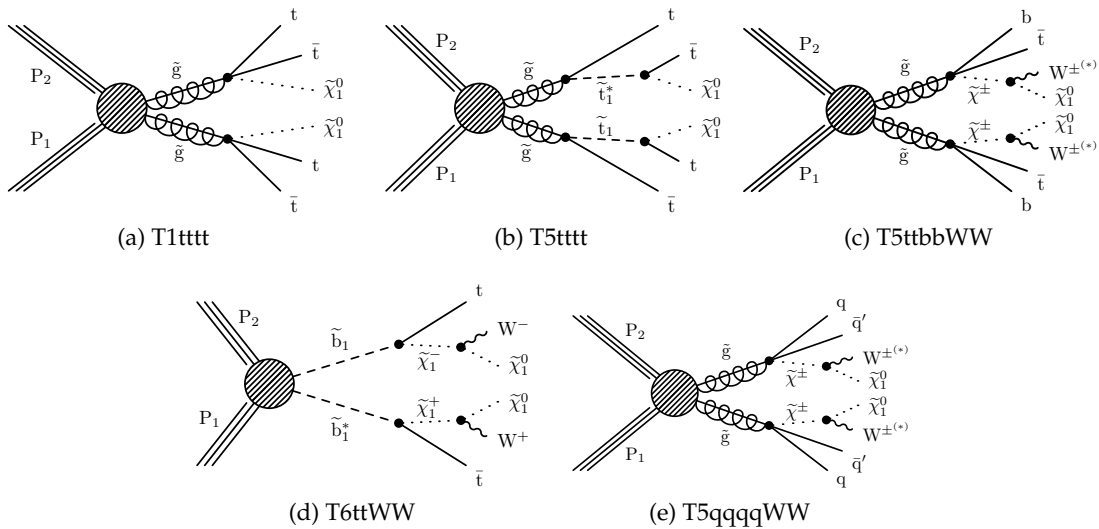 P₂
P₁
g̃
g̃
t
t̄
χ̃₁⁰
χ̃₁⁰
t
t̄
(a) T1tttt
P₂
P₁
g̃
g̃
t̃₁*
t̃₁
t
t̄
χ̃₁⁰
χ̃₁⁰
t
t̄
(b) T5tttt
P₂
P₁
g̃
g̃
χ̃±
χ̃±
b
t̄
W±⁽*⁾
χ̃₁⁰
χ̃₁⁰
W±⁽*⁾
t̄
b
(c) T5ttbbWW
P₂
P₁
b̃₁
b̃₁*
χ̃₁⁻
χ̃₁⁺
t
W⁻
χ̃₁⁰
χ̃₁⁰
W⁺
t̄
(d) T6ttWW
P₂
P₁
g̃
g̃
χ̃±
χ̃±
q
q̄′
W±⁽*⁾
χ̃₁⁰
χ̃₁⁰
W±⁽*⁾
q̄′
q
(e) T5qqqqWW